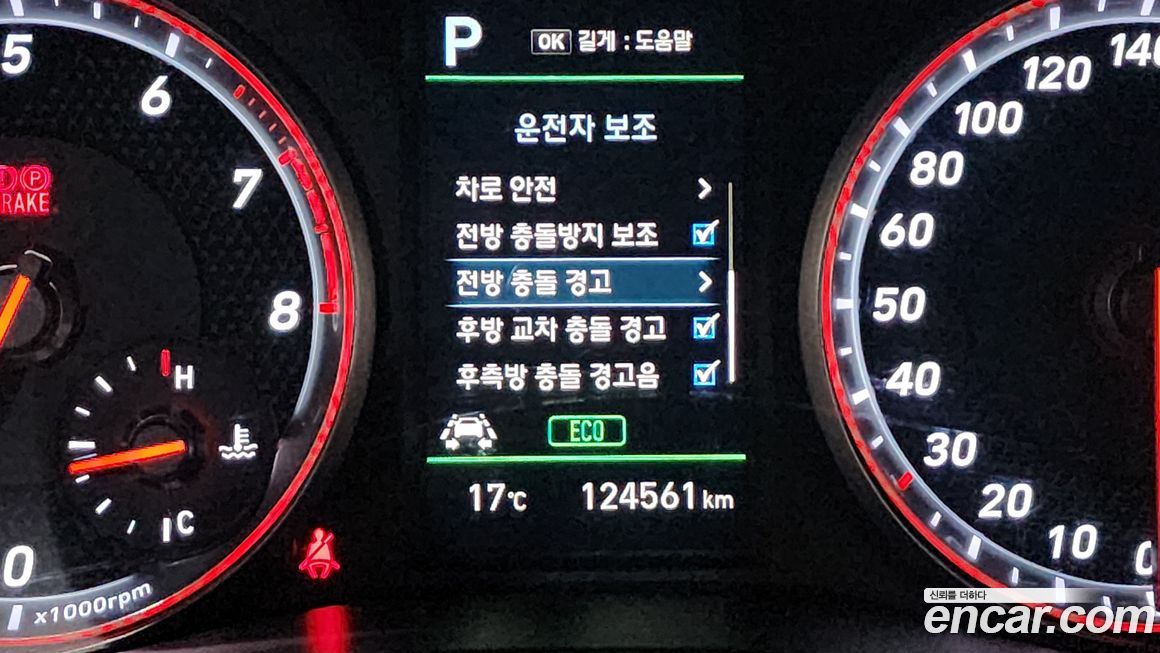 P OK 길게 : 도움말
운전자 보조
차로 안전
전방 충돌방지 보조
전방 충돌 경고
후방 교차 충돌 경고
후측방 충돌 경고음
ECO
17℃ 124561 km
5
6
7
8
0
x1000rpm
H
C
P
140
120
100
80
60
50
40
30
20
10
0
신뢰를 더하다
encar.com